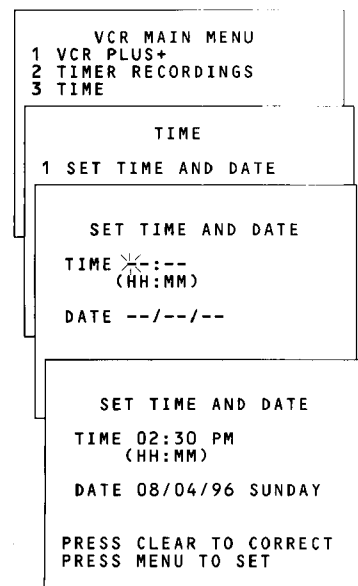 VCR MAIN MENU
1 VCR PLUS+
2 TIMER RECORDINGS
3 TIME
TIME
1 SET TIME AND DATE
SET TIME AND DATE
TIME --:--
(HH:MM)
DATE --/--/--
SET TIME AND DATE
TIME 02:30 PM
(HH:MM)
DATE 08/04/96 SUNDAY
PRESS CLEAR TO CORRECT
PRESS MENU TO SET